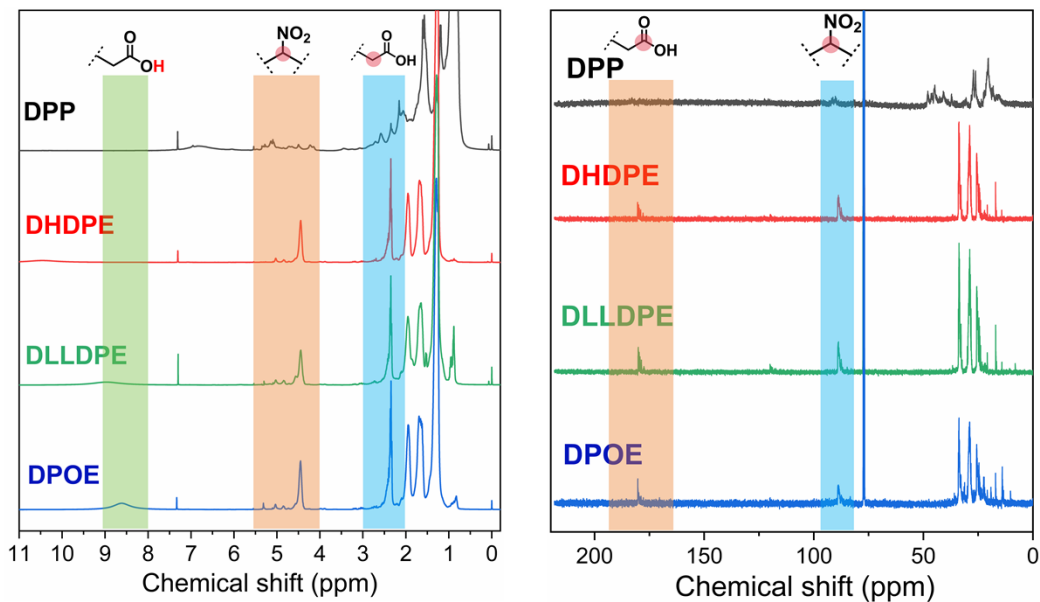 O
OH
NO₂
O
OH
DPP
DHDPE
DLLDPE
DPOE
11 10 9 8 7 6 5 4 3 2 1 0
Chemical shift (ppm)
O
OH
NO₂
DPP
DHDPE
DLLDPE
DPOE
200 150 100 50 0
Chemical shift (ppm)